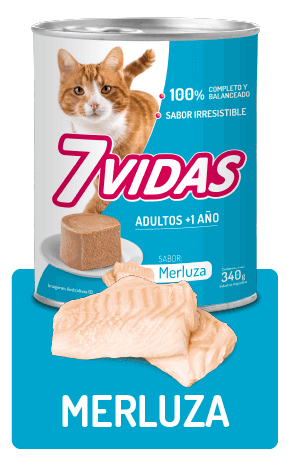 100% COMPLETO Y
BALANCEADO
SABOR IRRESISTIBLE
7VIDAS
ADULTOS +1 AÑO
SABOR
Merluza
340g
MERLUZA